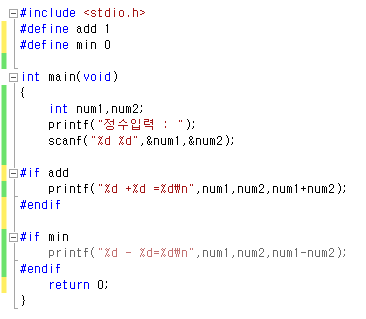 #include <stdio.h>
#define add 1
#define min 0
int main(void)
{
int num1,num2;
printf("정수입력 : ");
scanf("%d %d",&num1,&num2);
#if add
printf("%d +%d =%d₩n",num1,num2,num1+num2);
#endif
#if min
printf("%d - %d=%d₩n",num1,num2,num1-num2);
#endif
return 0;
}